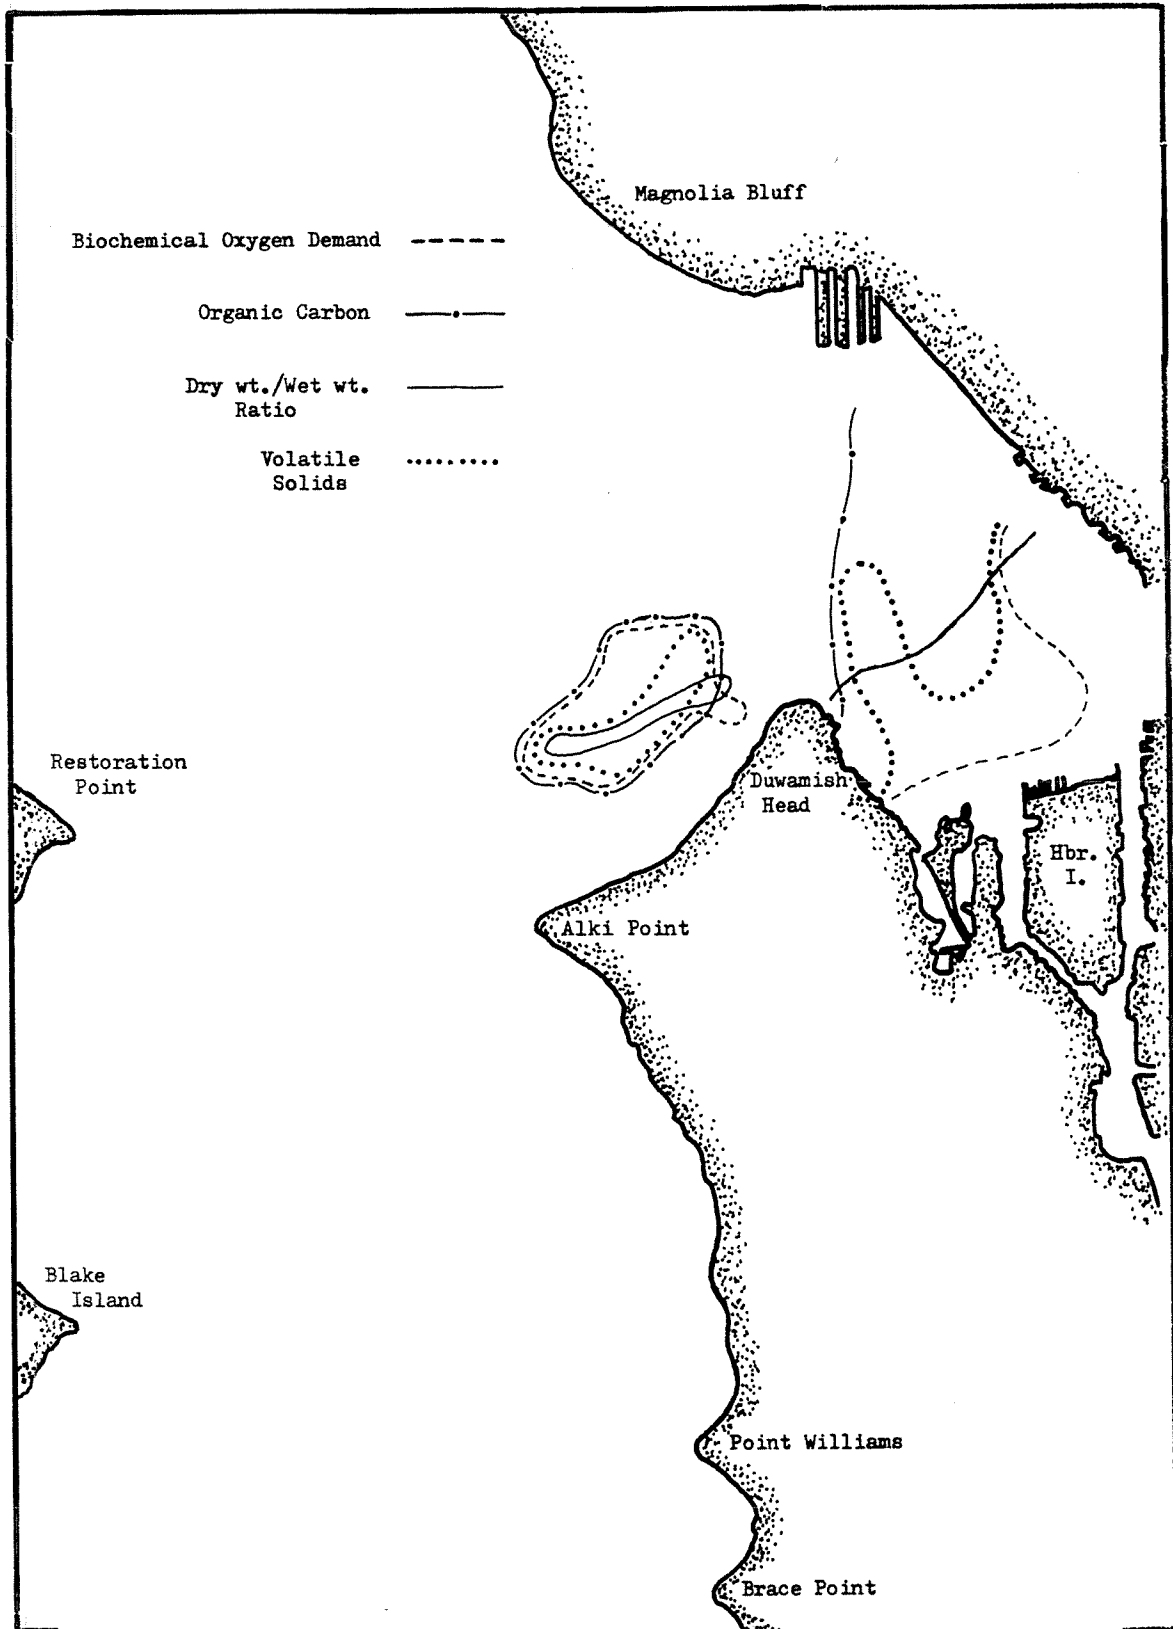 Magnolia Bluff
Biochemical Oxygen Demand
Organic Carbon
Dry wt./Wet wt.
Ratio
Volatile
Solids
Restoration
Point
Duwamish
Head
Hbr.
I.
Alki Point
Blake
Island
Point Williams
Brace Point